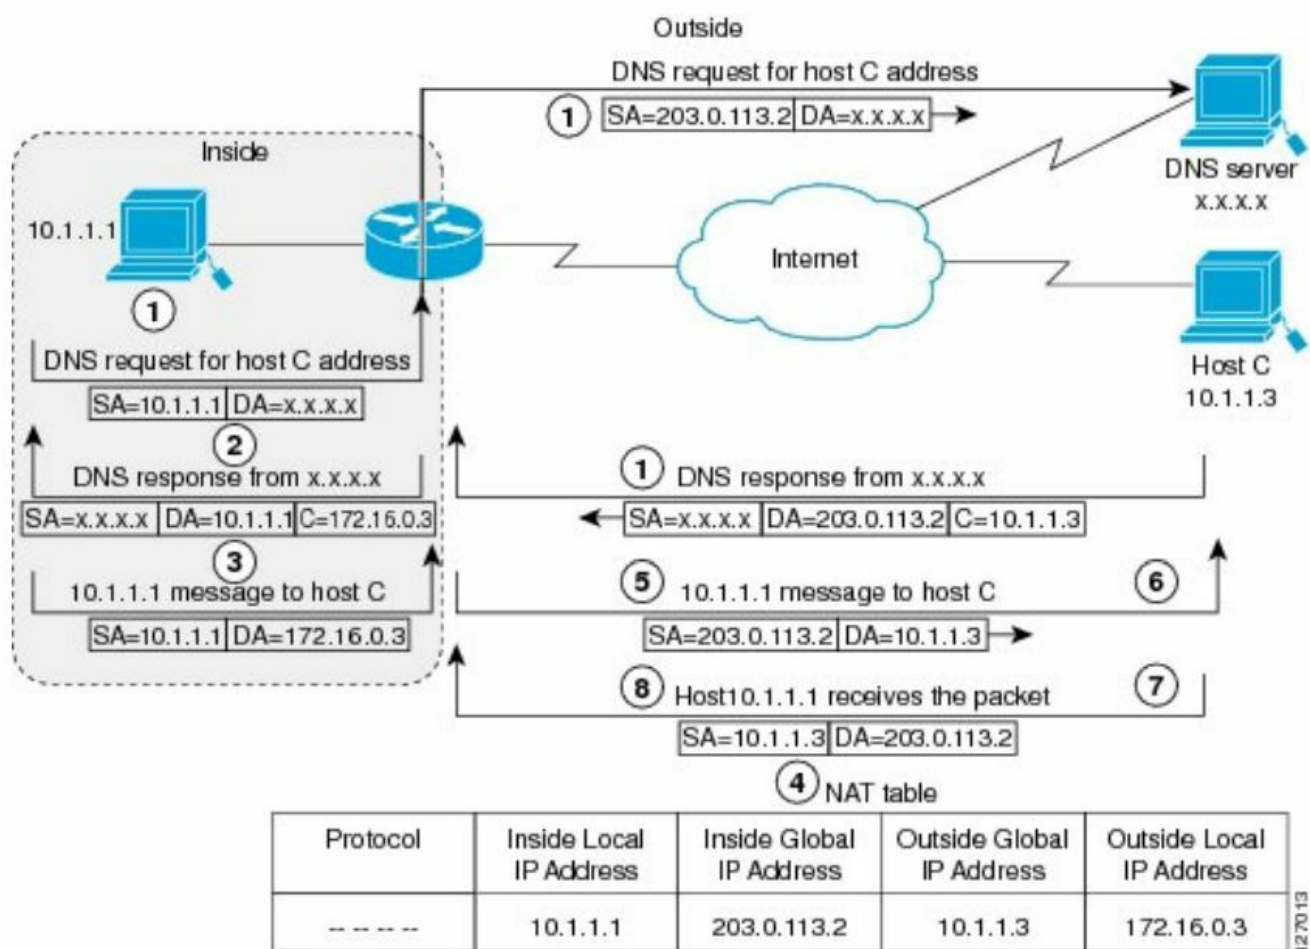 Outside
DNS request for host C address
1 SA=203.0.113.2 DA=x.x.x.x
Inside
10.1.1.1
DNS server
x.x.x.x
Internet
1
DNS request for host C address
SA=10.1.1.1 DA=x.x.x.x
Host C
10.1.1.3
2
DNS response from x.x.x.x
SA=x.x.x.x DA=10.1.1.1 C=172.16.0.3
1 DNS response from x.x.x.x
SA=x.x.x.x DA=203.0.113.2 C=10.1.1.3
3
10.1.1.1 message to host C
SA=10.1.1.1 DA=172.16.0.3
5 10.1.1.1 message to host C 6
SA=203.0.113.2 DA=10.1.1.3
8 Host10.1.1.1 receives the packet 7
SA=10.1.1.3 DA=203.0.113.2
4 NAT table
Protocol Inside Local IP Address Inside Global IP Address Outside Global IP Address Outside Local IP Address
-- -- -- -- 10.1.1.1 203.0.113.2 10.1.1.3 172.16.0.3